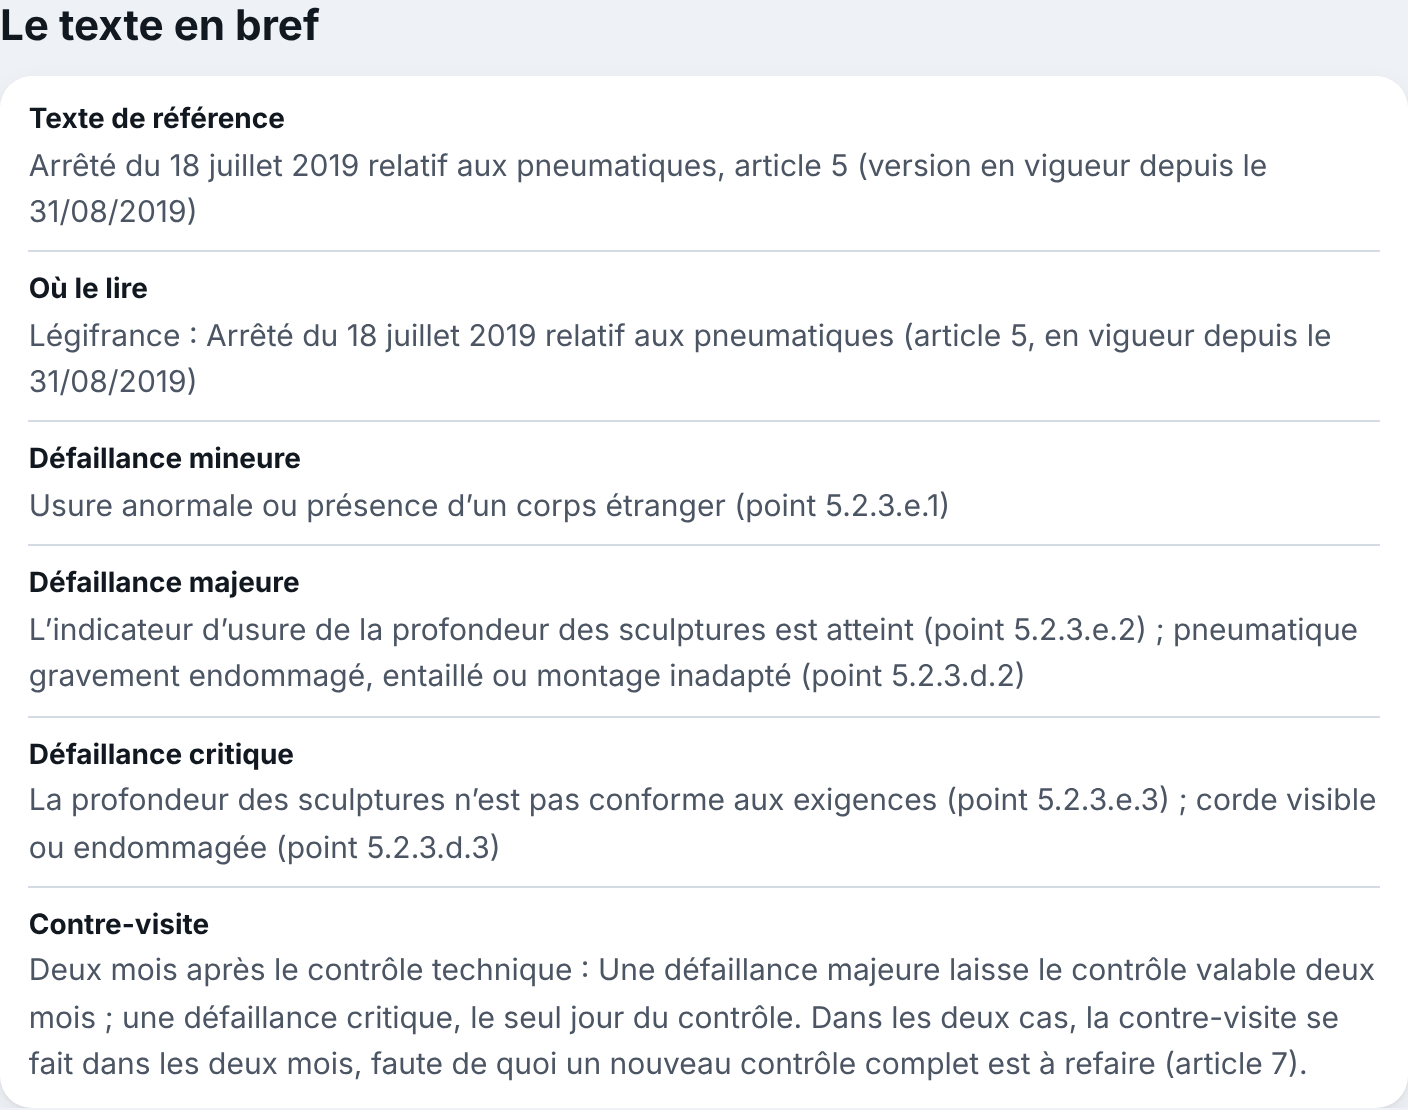 Le texte en bref
Texte de référence
Arrêté du 18 juillet 2019 relatif aux pneumatiques, article 5 (version en vigueur depuis le
31/08/2019)
Où le lire
Légifrance : Arrêté du 18 juillet 2019 relatif aux pneumatiques (article 5, en vigueur depuis le
31/08/2019)
Défaillance mineure
Usure anormale ou présence d’un corps étranger (point 5.2.3.e.1)
Défaillance majeure
L’indicateur d’usure de la profondeur des sculptures est atteint (point 5.2.3.e.2) ; pneumatique
gravement endommagé, entaillé ou montage inadapté (point 5.2.3.d.2)
Défaillance critique
La profondeur des sculptures n’est pas conforme aux exigences (point 5.2.3.e.3) ; corde visible
ou endommagée (point 5.2.3.d.3)
Contre-visite
Deux mois après le contrôle technique : Une défaillance majeure laisse le contrôle valable deux
mois ; une défaillance critique, le seul jour du contrôle. Dans les deux cas, la contre-visite se
fait dans les deux mois, faute de quoi un nouveau contrôle complet est à refaire (article 7).